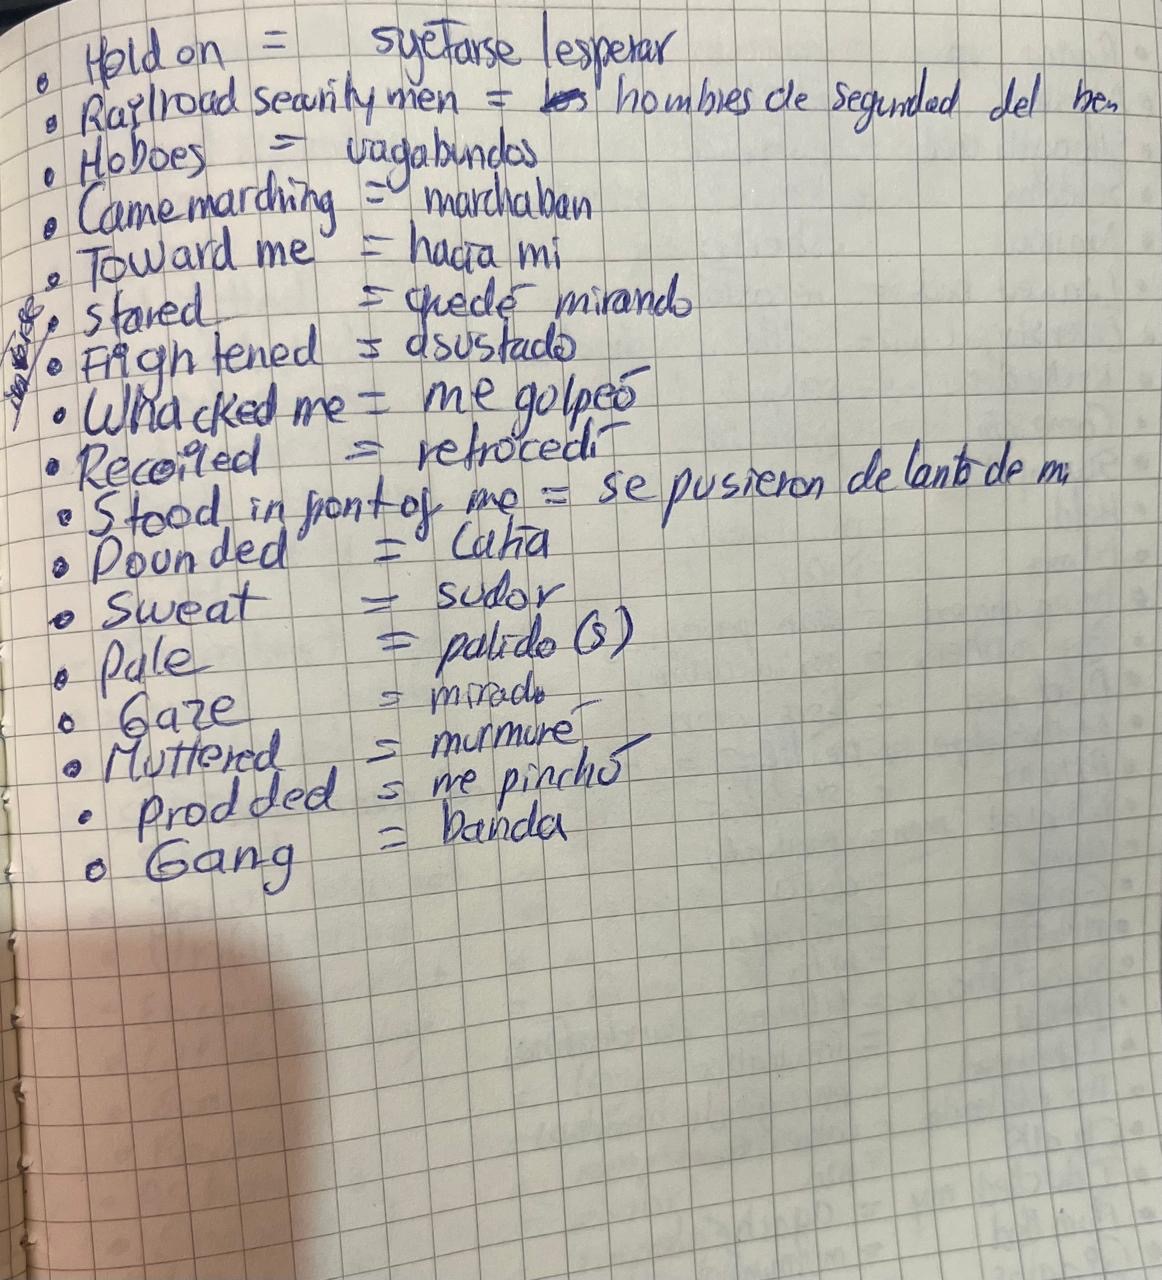 • Hold on = sujetarse / esperar
• Railroad security men = hombres de seguridad del tren
• Hoboes = vagabundos
• Came marching = marchaban
• Toward me = hacia mi
• stared = quedé mirando
• Frightened = asustado
• Whacked me = me golpeó
• Recoiled = retrocedí
• Stood in front of me = se pusieron delante de mi
• Pounded = Latía
• Sweat = sudor
• Pale = palido (s)
• Gaze = mirada
• Muttered = murmuré
• Prodded = me pinchó
• Gang = banda